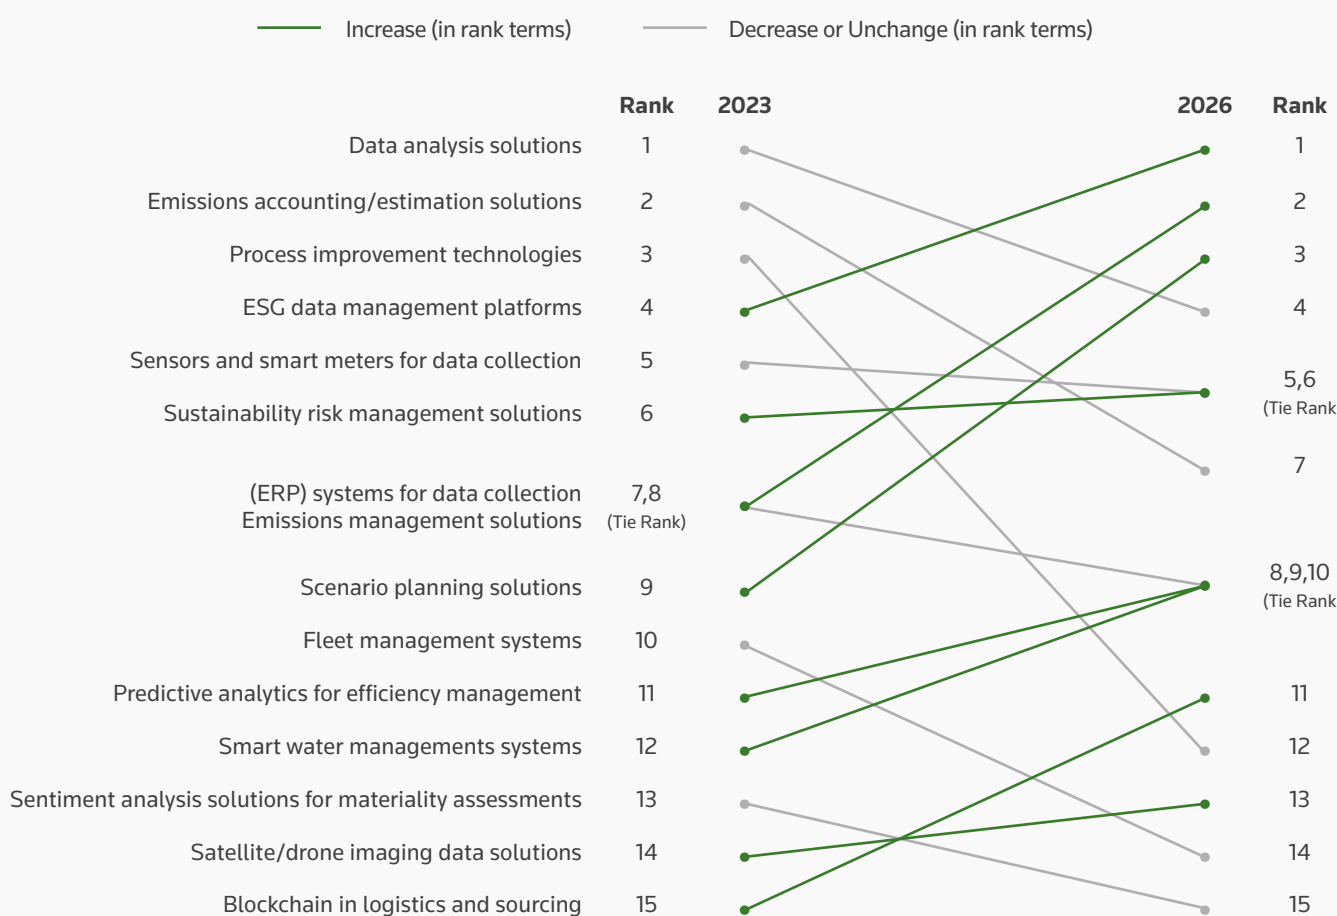 Increase (in rank terms)
Decrease or Unchange (in rank terms)
Rank 2023 2026 Rank
Data analysis solutions 1 1
Emissions accounting/estimation solutions 2 2
Process improvement technologies 3 3
ESG data management platforms 4 4
Sensors and smart meters for data collection 5
5,6
(Tie Rank
Sustainability risk management solutions 6
7
(ERP) systems for data collection 7,8
Emissions management solutions (Tie Rank)
8,9,10
(Tie Rank
Scenario planning solutions 9
Fleet management systems 10
Predictive analytics for efficiency management 11 11
Smart water managements systems 12 12
Sentiment analysis solutions for materiality assessments 13 13
Satellite/drone imaging data solutions 14 14
Blockchain in logistics and sourcing 15 15